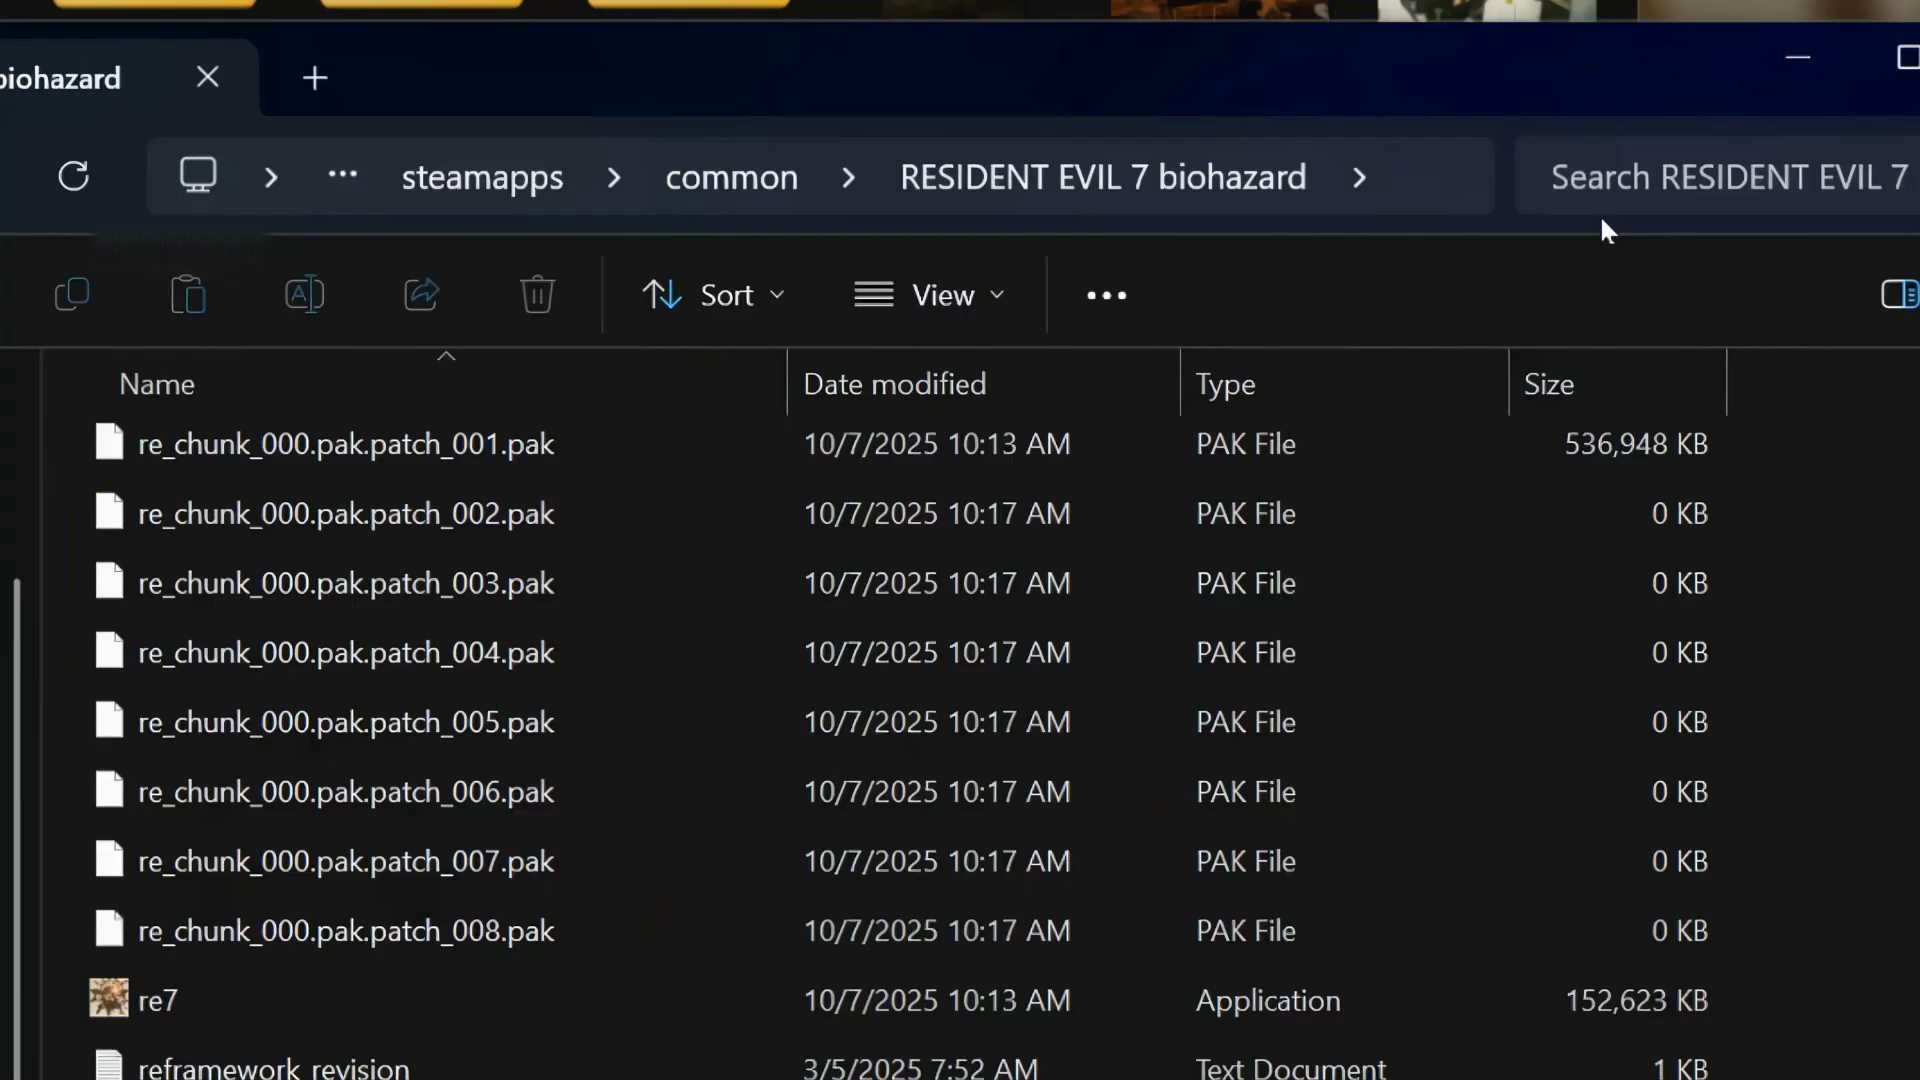 biohazard
steamapps common RESIDENT EVIL 7 biohazard Search RESIDENT EVIL 7
Sort View
Name Date modified Type Size
re_chunk_000.pak.patch_001.pak 10/7/2025 10:13 AM PAK File 536,948 KB
re_chunk_000.pak.patch_002.pak 10/7/2025 10:17 AM PAK File 0 KB
re_chunk_000.pak.patch_003.pak 10/7/2025 10:17 AM PAK File 0 KB
re_chunk_000.pak.patch_004.pak 10/7/2025 10:17 AM PAK File 0 KB
re_chunk_000.pak.patch_005.pak 10/7/2025 10:17 AM PAK File 0 KB
re_chunk_000.pak.patch_006.pak 10/7/2025 10:17 AM PAK File 0 KB
re_chunk_000.pak.patch_007.pak 10/7/2025 10:17 AM PAK File 0 KB
re_chunk_000.pak.patch_008.pak 10/7/2025 10:17 AM PAK File 0 KB
re7 10/7/2025 10:13 AM Application 152,623 KB
reframework_revision 3/5/2025 7:52 AM Text Document 1 KB